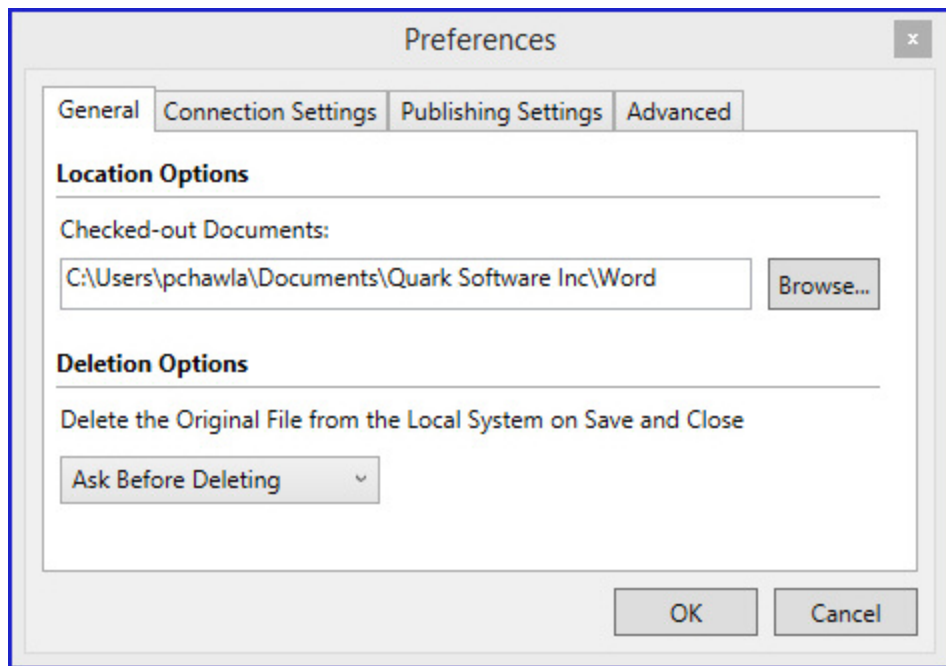 Preferences
x
General Connection Settings Publishing Settings Advanced
Location Options
Checked-out Documents:
C:\Users\pchawla\Documents\Quark Software Inc\Word
Browse...
Deletion Options
Delete the Original File from the Local System on Save and Close
Ask Before Deleting
OK Cancel